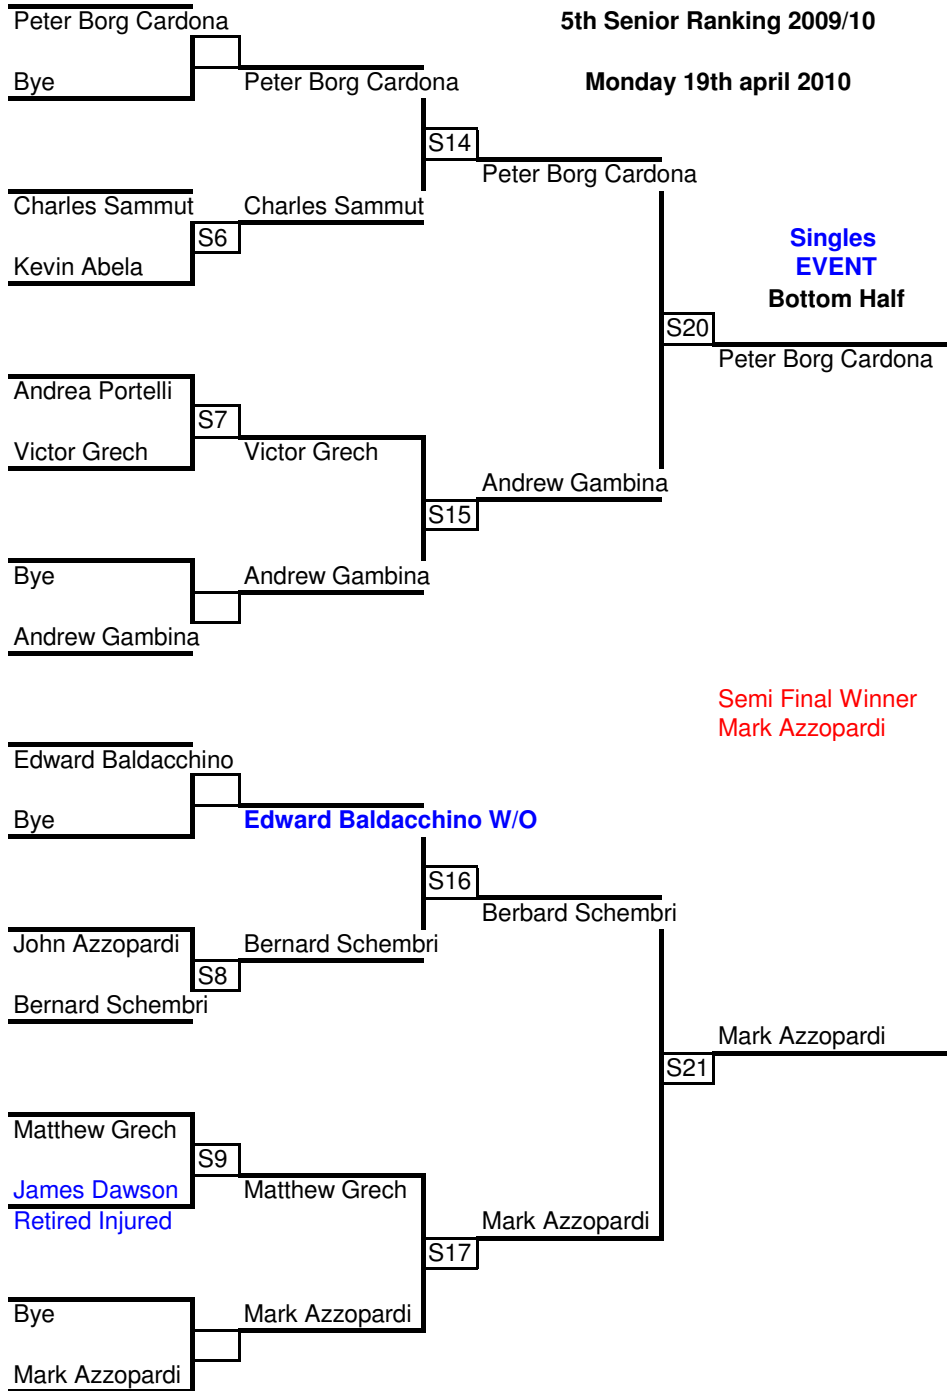 Peter Borg Cardona
5th Senior Ranking 2009/10
Bye
Peter Borg Cardona
Monday 19th april 2010
S14
Peter Borg Cardona
Charles Sammut
Charles Sammut
S6
Kevin Abela
Singles
EVENT
Bottom Half
S20
Peter Borg Cardona
Andrea Portelli
S7
Victor Grech
Victor Grech
Andrew Gambina
S15
Bye
Andrew Gambina
Andrew Gambina
Semi Final Winner
Mark Azzopardi
Edward Baldacchino
Bye
Edward Baldacchino W/O
S16
Berbard Schembri
John Azzopardi
Bernard Schembri
S8
Bernard Schembri
Mark Azzopardi
S21
Matthew Grech
S9
James Dawson
Matthew Grech
Retired Injured
Mark Azzopardi
S17
Bye
Mark Azzopardi
Mark Azzopardi